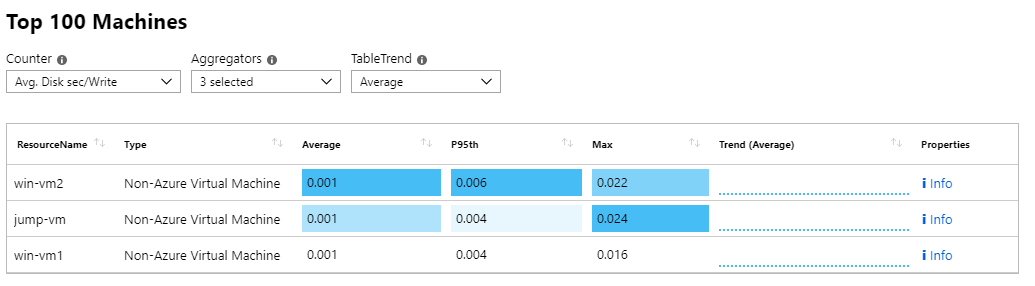 Top 100 Machines
Counter Aggregators TableTrend
Avg. Disk sec/Write 3 selected Average
ResourceName Type Average P95th Max Trend (Average) Properties
win-vm2 Non-Azure Virtual Machine 0.001 0.006 0.022 Info
jump-vm Non-Azure Virtual Machine 0.001 0.004 0.024 Info
win-vm1 Non-Azure Virtual Machine 0.001 0.004 0.016 Info